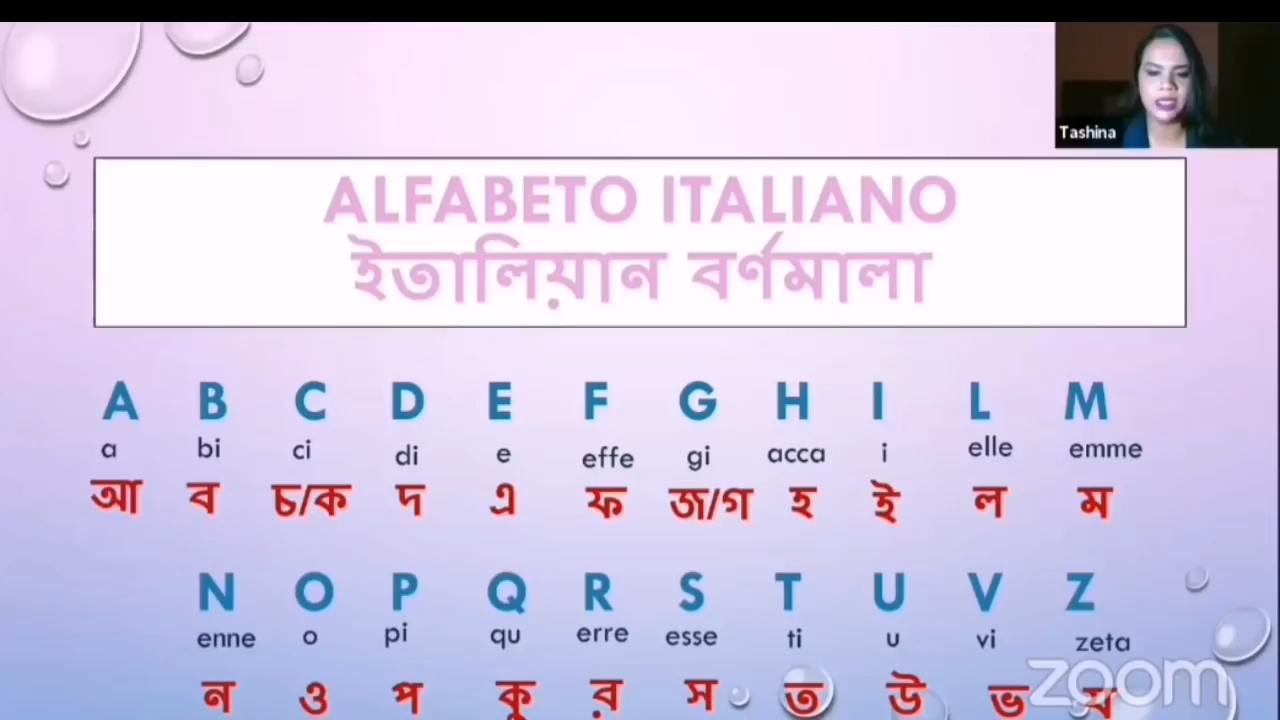 Tashina
ALFABETO ITALIANO
ইতালিয়ান বর্ণমালা
A B C D E F G H I L M
a bi ci di e effe gi acca i elle emme
আ ব চ/ক দ এ ফ জ/গ হ ই ল ম
N O P Q R S T U V Z
enne o pi qu erre esse ti u vi zeta
ন ও প কু র স ত উ ভ য
zoom